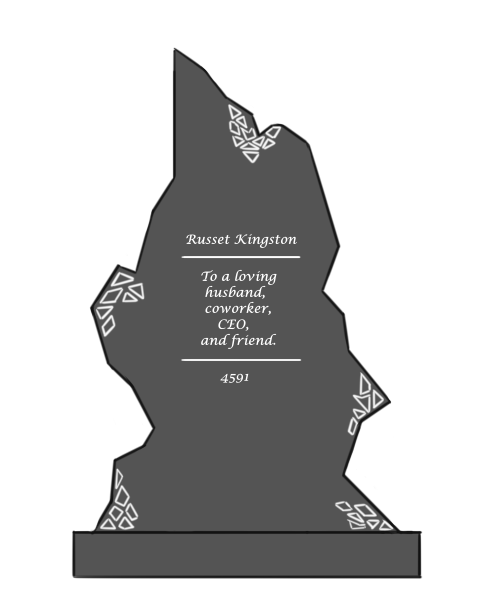 Russet Kingston
To a loving
husband,
coworker,
CEO,
and friend.
4591